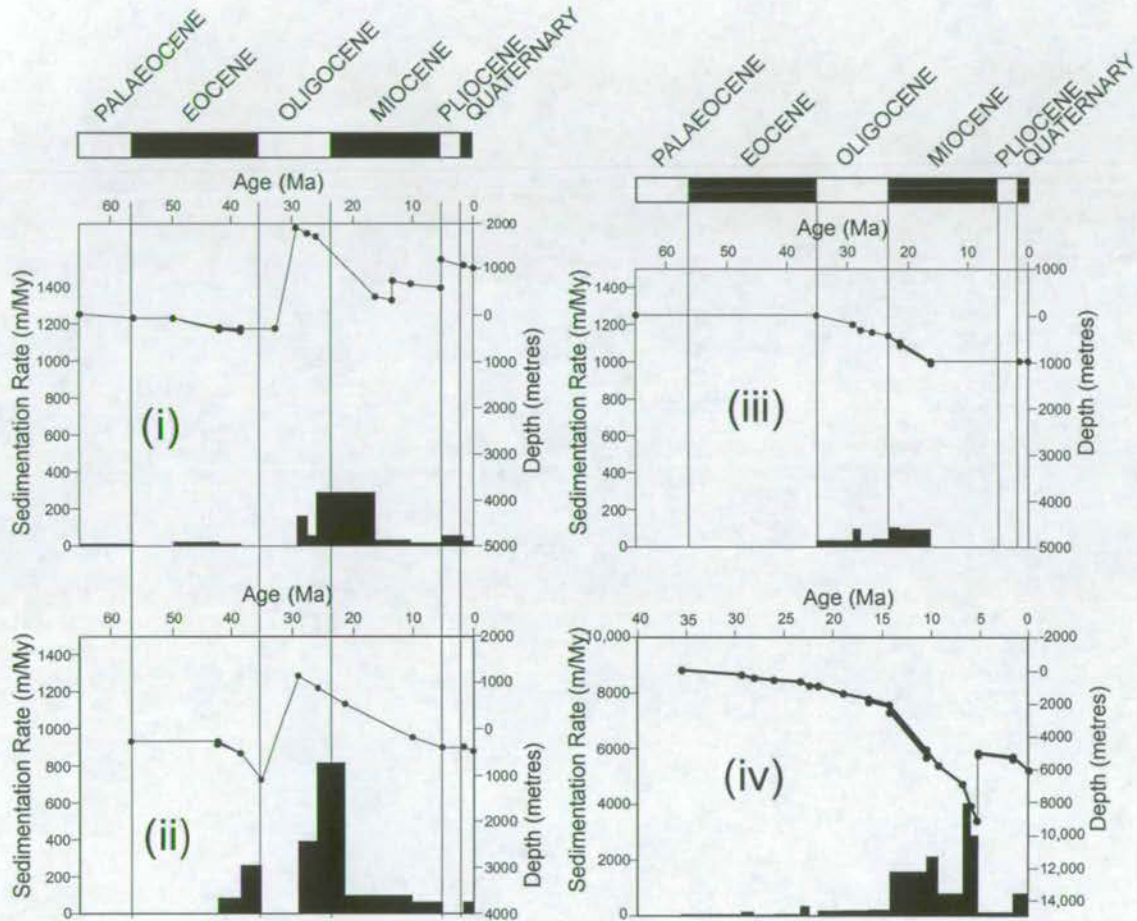 PALAEOCENE
EOCENE
OLIGOCENE
MIOCENE
PLIOCENE
QUATERNARY
Age (Ma)
60 50 40 30 20 10 0
Sedimentation Rate (m/My)
1400
1200
1000
800
600
400
200
0
(i)
2000
1000
0
1000
2000
3000
4000
5000
Depth (metres)
PALAEOCENE
EOCENE
OLIGOCENE
MIOCENE
PLIOCENE
QUATERNARY
Age (Ma)
60 50 40 30 20 10 0
Sedimentation Rate (m/My)
1400
1200
1000
800
600
400
200
0
(iii)
1000
0
1000
2000
3000
4000
5000
Depth (metres)
Age (Ma)
60 50 40 30 20 10 0
Sedimentation Rate (m/My)
1400
1200
1000
800
600
400
200
0
(ii)
2000
1000
0
1000
2000
3000
4000
Depth (metres)
Age (Ma)
40 35 30 25 20 15 10 5 0
Sedimentation Rate (m/My)
10,000
8000
6000
4000
2000
0
(iv)
2000
0
2000
4000
6000
8000
10,000
12,000
14,000
Depth (metres)